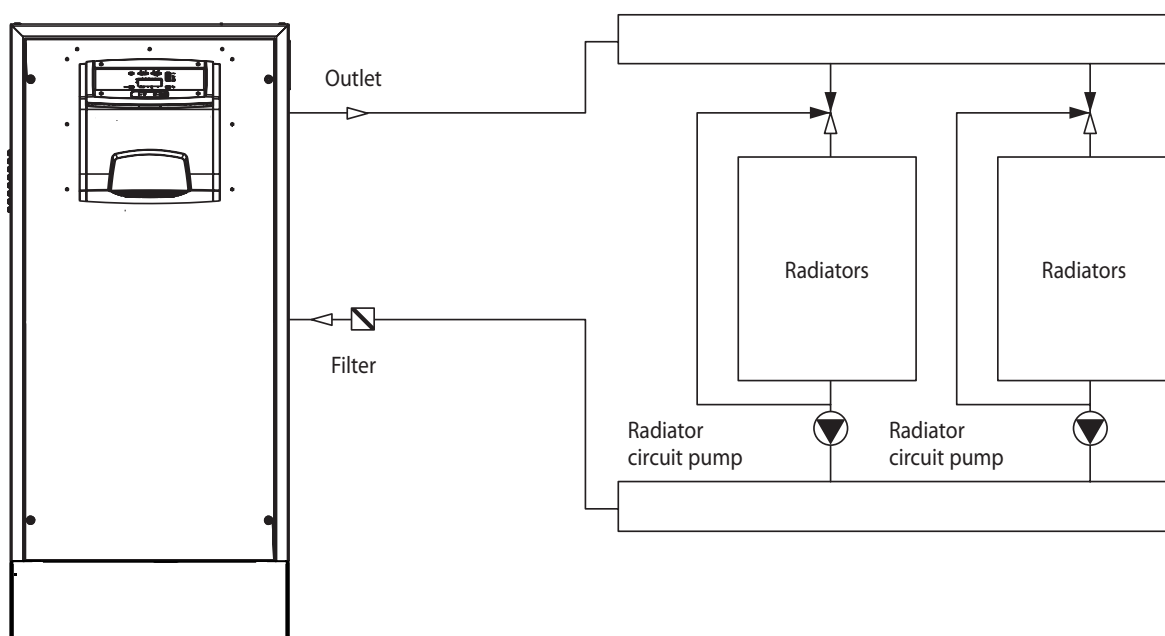 Outlet
Radiators
Radiators
Filter
Radiator
circuit pump
Radiator
circuit pump